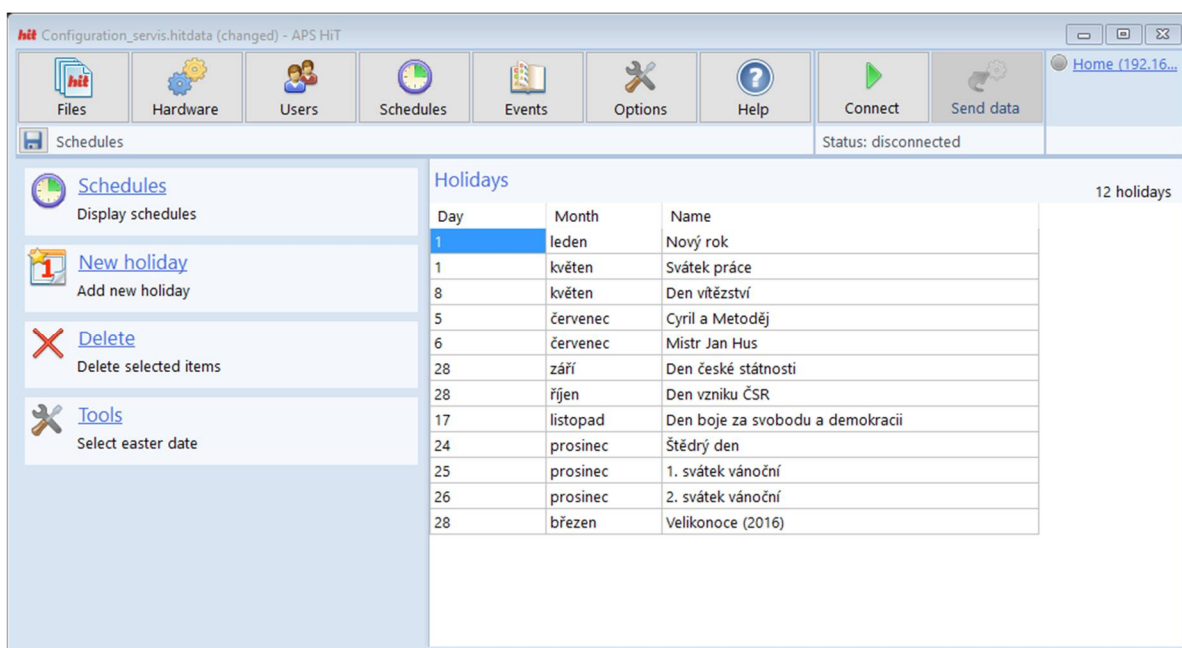 hit Configuration_servis.hitdata (changed) - APS HiT
hit
Files Hardware Users Schedules Events Options Help Connect Send data Home (192.16...
Schedules Status: disconnected
Schedules
Display schedules
1
New holiday
Add new holiday
Delete
Delete selected items
Tools
Select easter date
Holidays
12 holidays
Day Month Name
1 leden Nový rok
1 květen Svátek práce
8 květen Den vítězství
5 červenec Cyril a Metoděj
6 červenec Mistr Jan Hus
28 září Den české státnosti
28 říjen Den vzniku ČSR
17 listopad Den boje za svobodu a demokracii
24 prosinec Štědrý den
25 prosinec 1. svátek vánoční
26 prosinec 2. svátek vánoční
28 březen Velikonoce (2016)